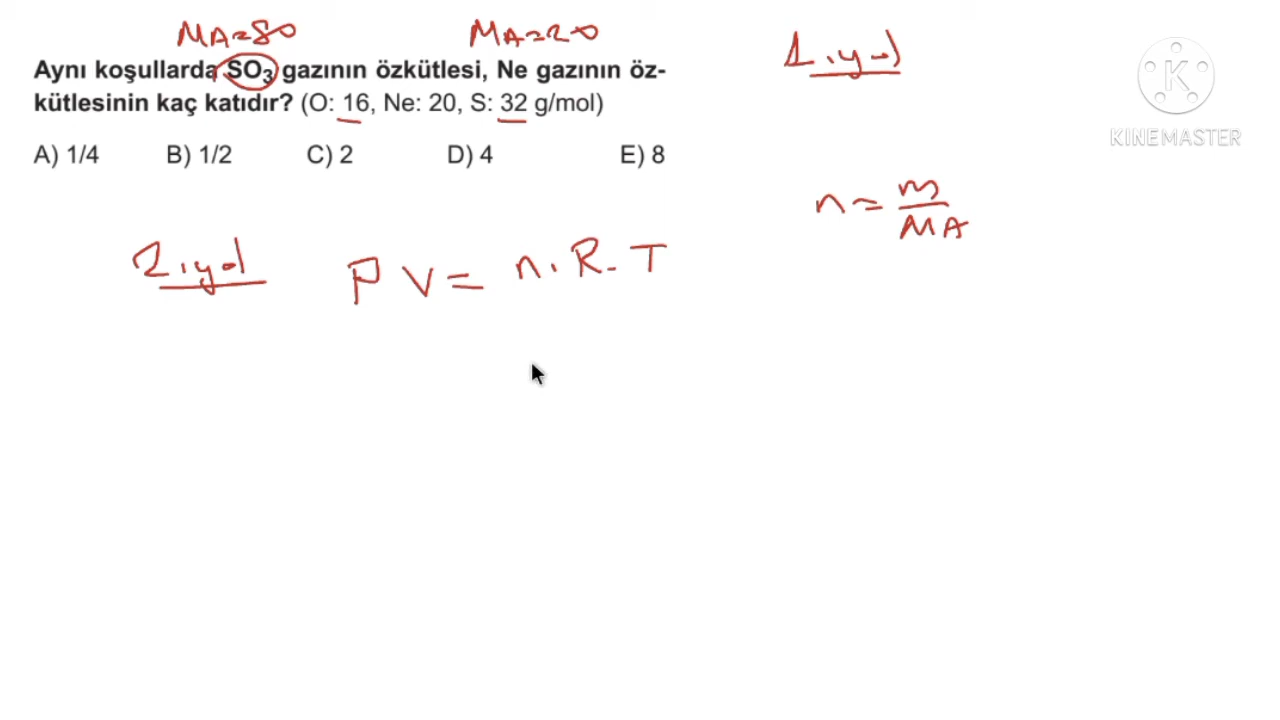 MA=80
MA=20
1.yol
Aynı koşullarda SO₃ gazının özkütlesi, Ne gazının öz-
kütlesinin kaç katıdır? (O: 16, Ne: 20, S: 32 g/mol)
A) 1/4 B) 1/2 C) 2 D) 4 E) 8
K
KINEMASTER
n = m/MA
2.yol PV = n.R.T